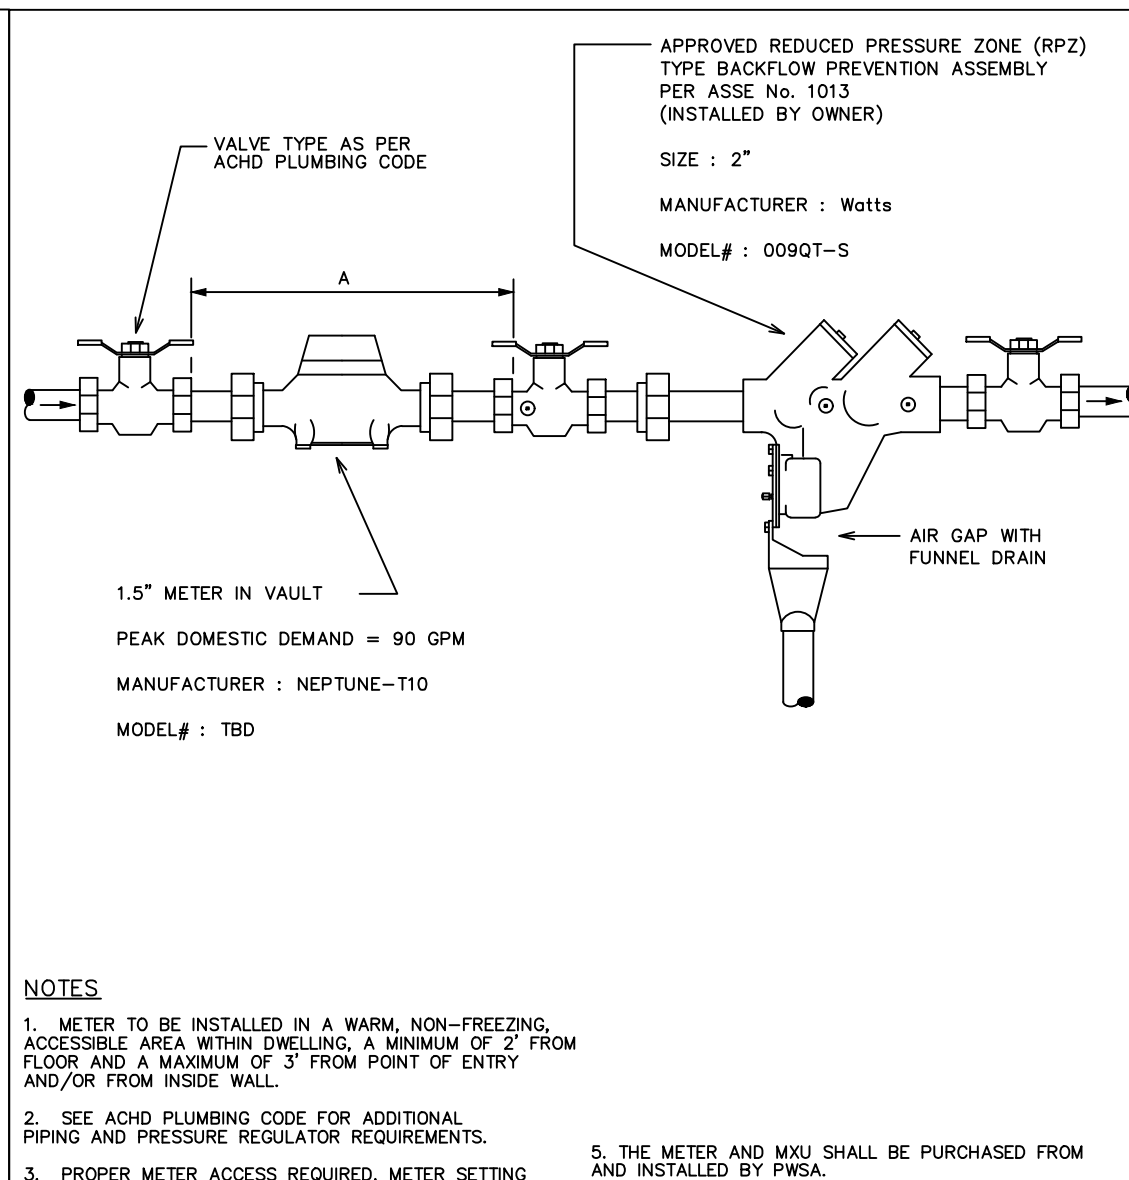 APPROVED REDUCED PRESSURE ZONE (RPZ)
TYPE BACKFLOW PREVENTION ASSEMBLY
PER ASSE No. 1013
(INSTALLED BY OWNER)
SIZE : 2"
MANUFACTURER : Watts
MODEL# : 009QT-S
VALVE TYPE AS PER
ACHD PLUMBING CODE
A
AIR GAP WITH
FUNNEL DRAIN
1.5" METER IN VAULT
PEAK DOMESTIC DEMAND = 90 GPM
MANUFACTURER : NEPTUNE-T10
MODEL# : TBD
NOTES
1. METER TO BE INSTALLED IN A WARM, NON-FREEZING,
ACCESSIBLE AREA WITHIN DWELLING, A MINIMUM OF 2' FROM
FLOOR AND A MAXIMUM OF 3' FROM POINT OF ENTRY
AND/OR FROM INSIDE WALL.
2. SEE ACHD PLUMBING CODE FOR ADDITIONAL
PIPING AND PRESSURE REGULATOR REQUIREMENTS.
3. PROPER METER ACCESS REQUIRED. METER SETTING
5. THE METER AND MXU SHALL BE PURCHASED FROM
AND INSTALLED BY PWSA.